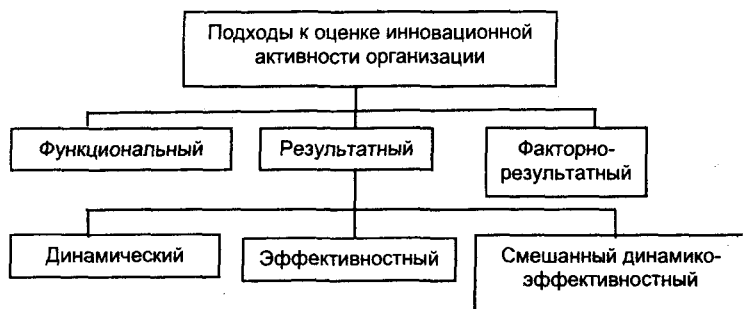 Подходы к оценке инновационной
активности организации
Функциональный
Результатный
Факторно-
результатный
Динамический
Эффективностный
Смешанный динамико-
эффективностный